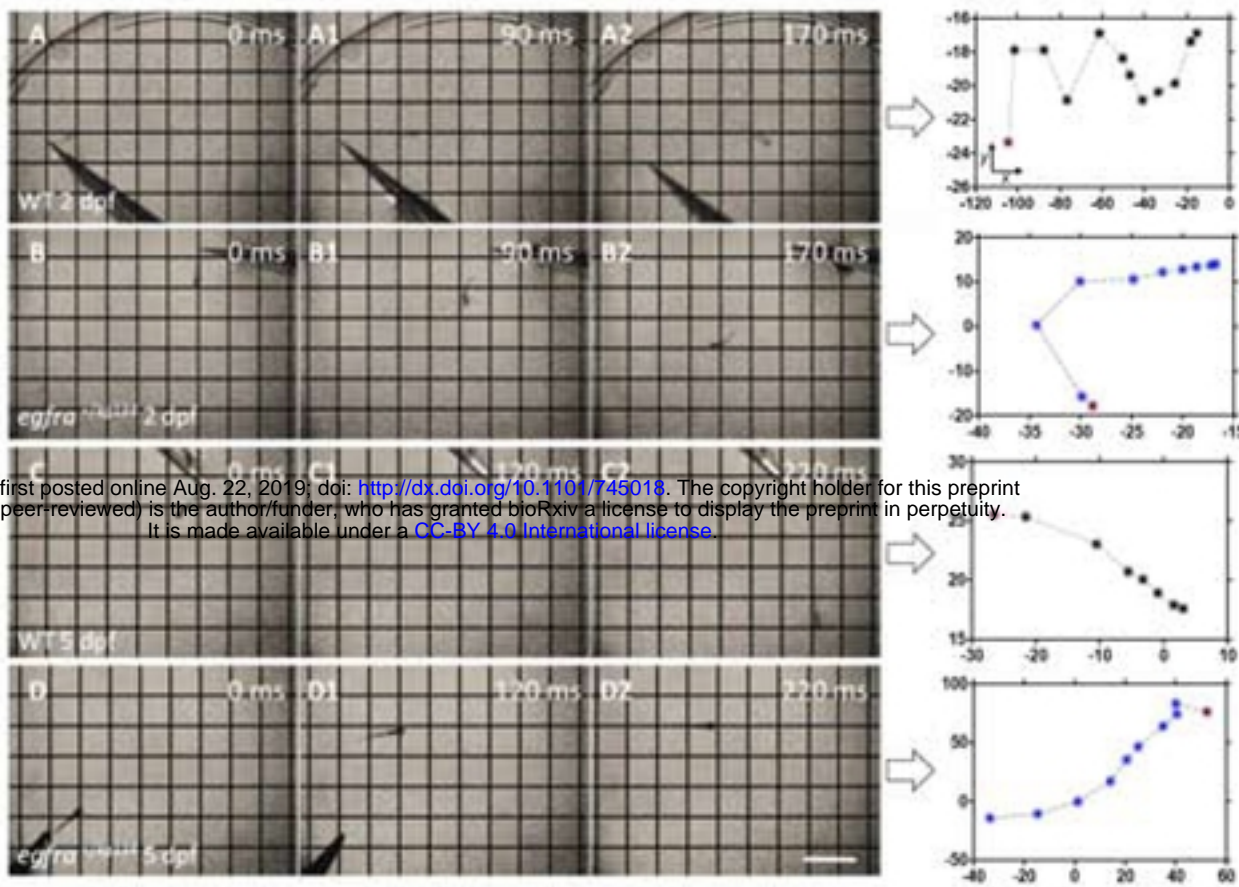 A 0 ms A1 90 ms A2 170 ms
WT 2 dpf
-16
-18
-20
-22
-24
-26
y
x
-120 -100 -80 -60 -40 -20 0
B 0 ms B1 90 ms B2 170 ms
egfra 2 dpf
20
10
0
-10
-20
-40 -35 -30 -25 -20 -15
C 0 ms C1 120 ms C2 220 ms
first posted online Aug. 22, 2019; doi: http://dx.doi.org/10.1101/745018. The copyright holder for this preprint
peer-reviewed) is the author/funder, who has granted bioRxiv a license to display the preprint in perpetuity.
It is made available under a CC-BY 4.0 International license.
WT 5 dpf
30
25
20
15
-30 -20 -10 0 10
D 0 ms D1 120 ms D2 220 ms
egfra 5 dpf
100
50
0
-50
-40 -20 0 20 40 60